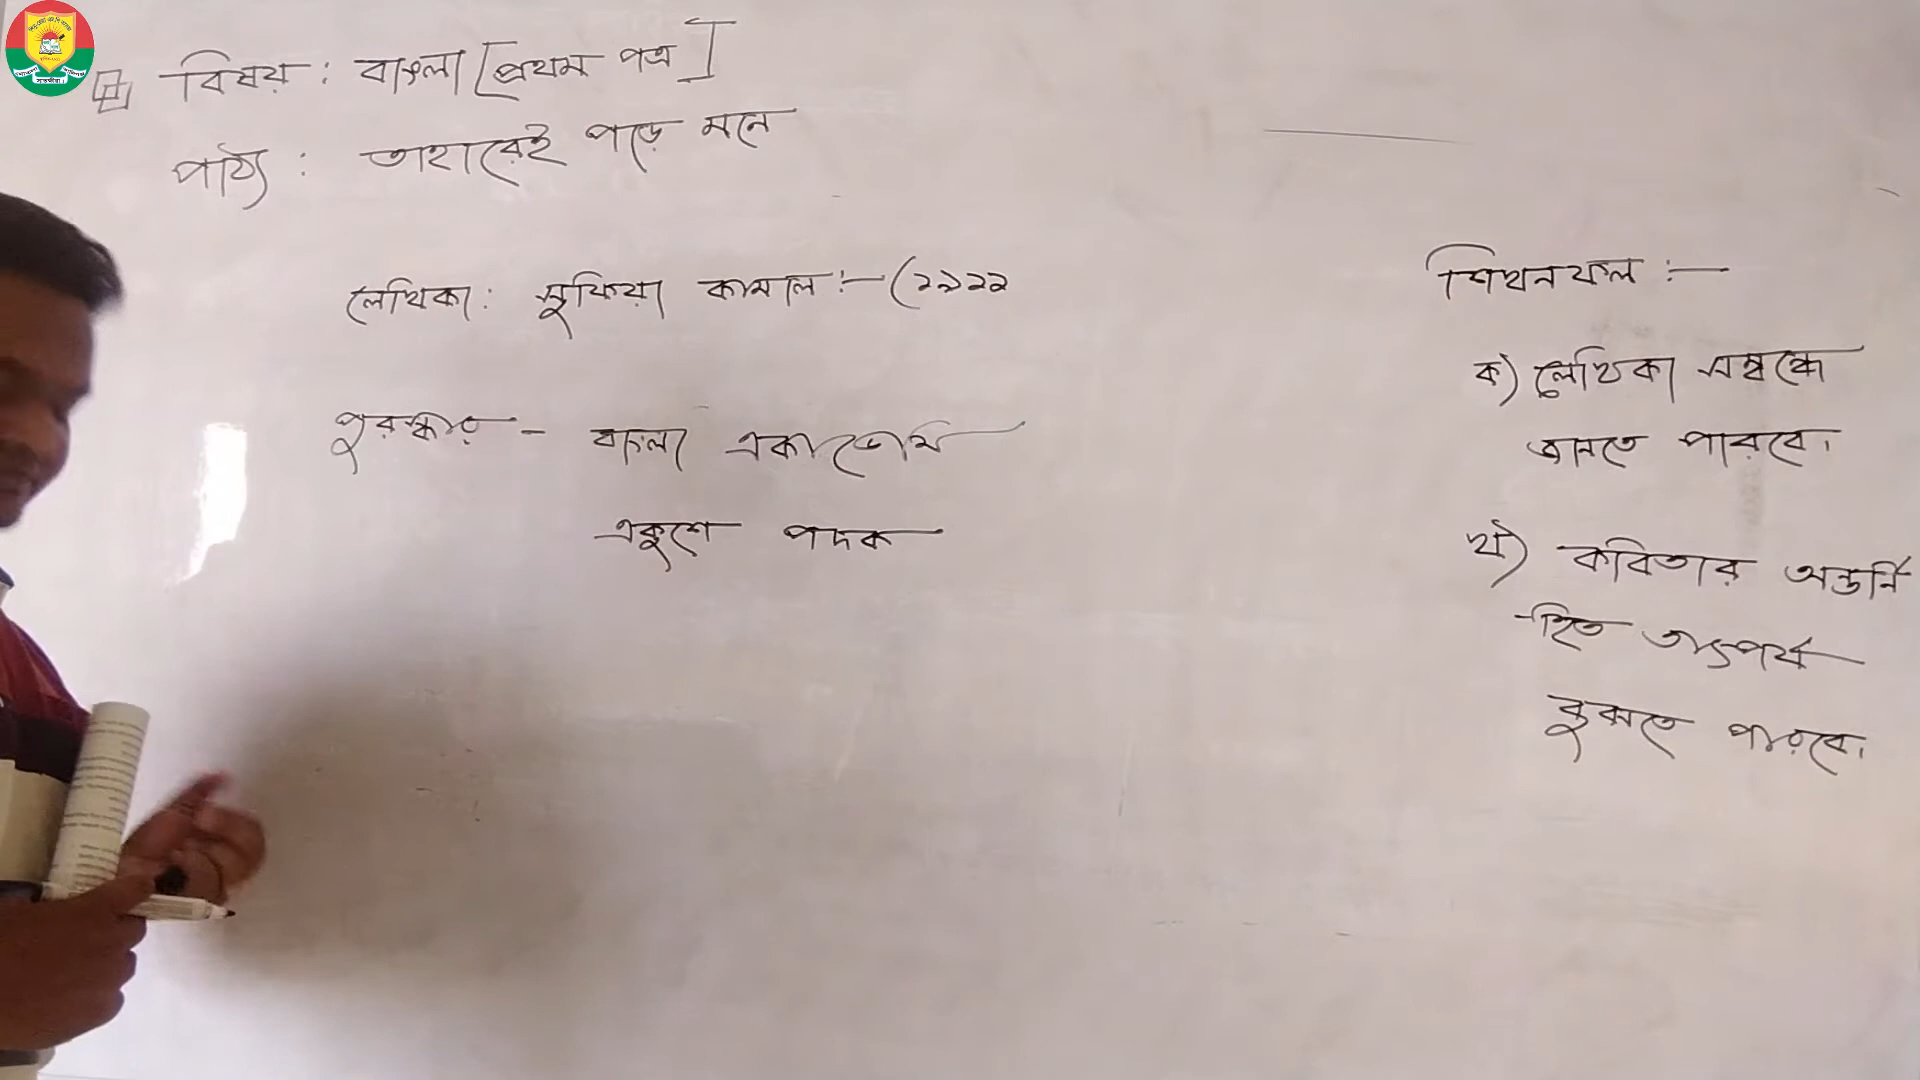 বিষয় : বাংলা [প্রথম পত্র]
পাঠ্য : তাহারেই পড়ে মনে
লেখিকা : সুফিয়া কামাল :- (১৯১১
পুরস্কার - বাংলা একাডেমি
একুশে পদক
শিখনফল :-
ক) লেখিকা সম্বন্ধে
জানতে পারবে।
খ) কবিতার অন্তর্নি
-হিত তাৎপর্য
বুঝতে পারবে।